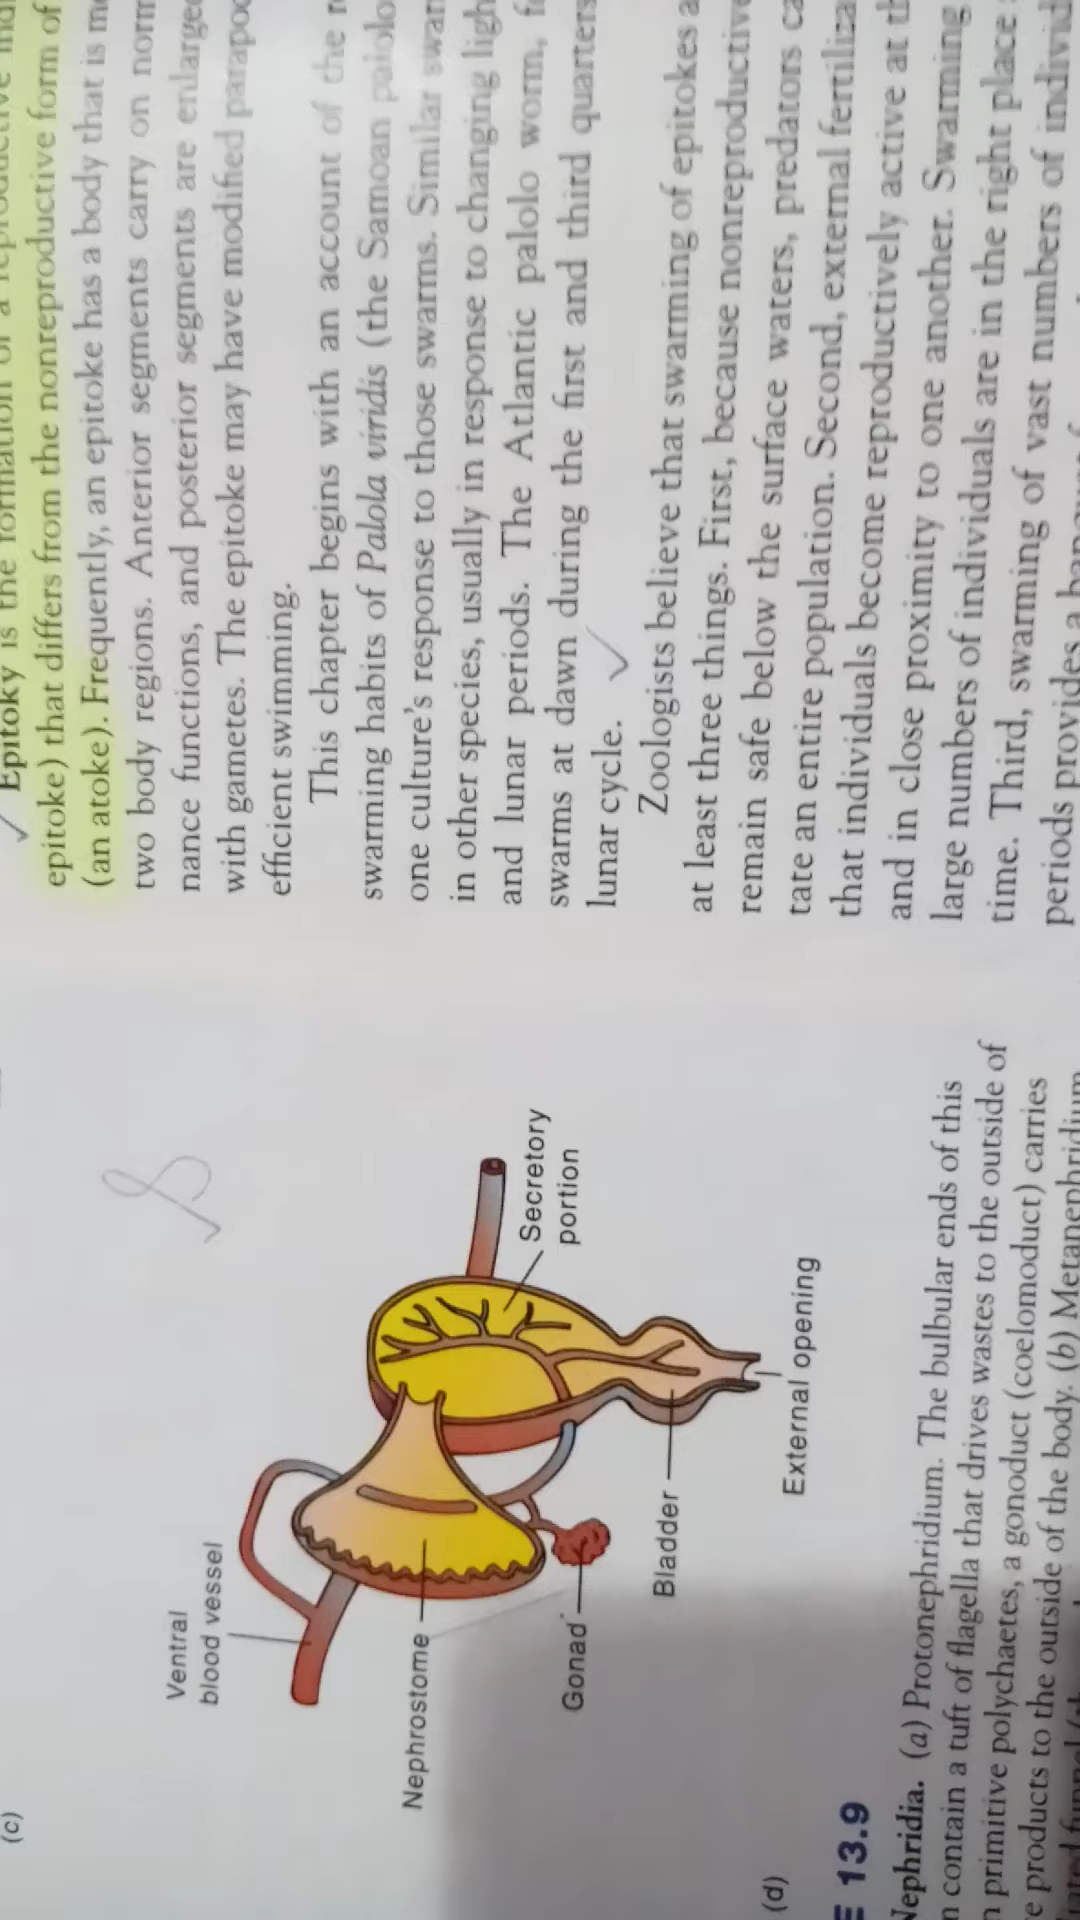 (c)
Ventral
blood vessel
Nephrostome
Gonad
Bladder
Secretory
portion
External opening
(d)
13.9
Nephridia. (a) Protonephridium. The bulbular ends of this
contain a tuft of flagella that drives wastes to the outside of
primitive polychaetes, a gonoduct (coelomoduct) carries
products to the outside of the body. (b) Metanephridium
Epitoky is the formation of a reproductive
epitoke) that differs from the nonreproductive form of
(an atoke). Frequently, an epitoke has a body that is
two body regions. Anterior segments carry on
nance functions, and posterior segments are enlarged
with gametes. The epitoke may have modified
efficient swimming.
This chapter begins with an account of the
swarming habits of Palola viridis (the Samoan palolo
one culture's response to those swarms. Similar
in other species, usually in response to changing
and lunar periods. The Atlantic palolo worm,
swarms at dawn during the first and third quarters
lunar cycle.
Zoologists believe that swarming of epitokes
at least three things. First, because nonreproductive
remain safe below the surface waters, predators
tate an entire population. Second, external
that individuals become reproductively active at
and in close proximity to one another. Swarming
large numbers of individuals are in the right place
time. Third, swarming of vast numbers of
periods provides a